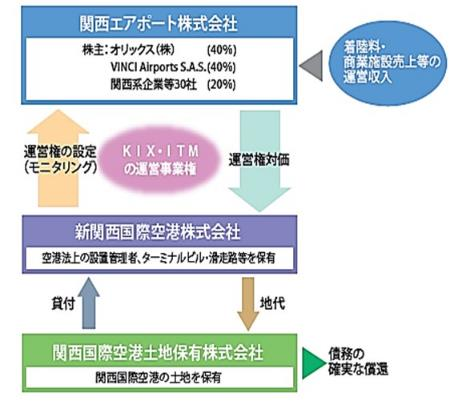 関西エアポート株式会社
株主：オリックス（株） (40%)
VINCI Airports S.A.S.(40%)
関西系企業等30社 (20%)
着陸料・
商業施設売上等の
運営収入
運営権の設定
(モニタリング)
KIX・ITM
の運営事業権
運営権対価
新関西国際空港株式会社
空港法上の設置管理者、ターミナルビル・滑走路等を保有
貸付
地代
関西国際空港土地保有株式会社
関西国際空港の土地を保有
債務の
確実な償還